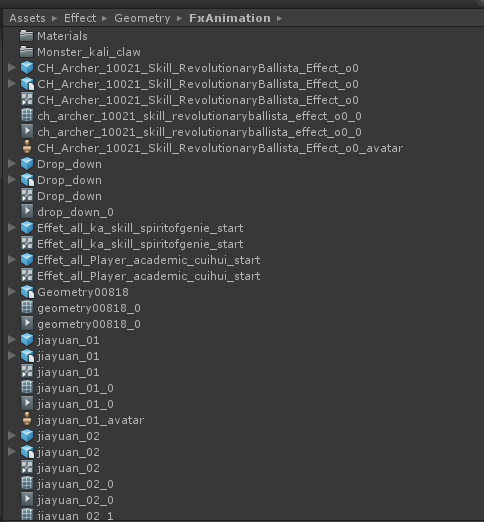 Assets ▸ Effect ▸ Geometry ▸ FxAnimation ▸
Materials
Monster_kali_claw
CH_Archer_10021_Skill_RevolutionaryBallista_Effect_o0
CH_Archer_10021_Skill_RevolutionaryBallista_Effect_o0
CH_Archer_10021_Skill_RevolutionaryBallista_Effect_o0
ch_archer_10021_skill_revolutionaryballista_effect_o0_0
ch_archer_10021_skill_revolutionaryballista_effect_o0_0
CH_Archer_10021_Skill_RevolutionaryBallista_Effect_o0_avatar
Drop_down
Drop_down
Drop_down
drop_down_0
Effet_all_ka_skill_spiritofgenie_start
Effet_all_ka_skill_spiritofgenie_start
Effet_all_Player_academic_cuihui_start
Effet_all_Player_academic_cuihui_start
Geometry00818
geometry00818_0
geometry00818_0
jiayuan_01
jiayuan_01
jiayuan_01
jiayuan_01_0
jiayuan_01_0
jiayuan_01_avatar
jiayuan_02
jiayuan_02
jiayuan_02
jiayuan_02_0
jiayuan_02_0
jiayuan_02_1